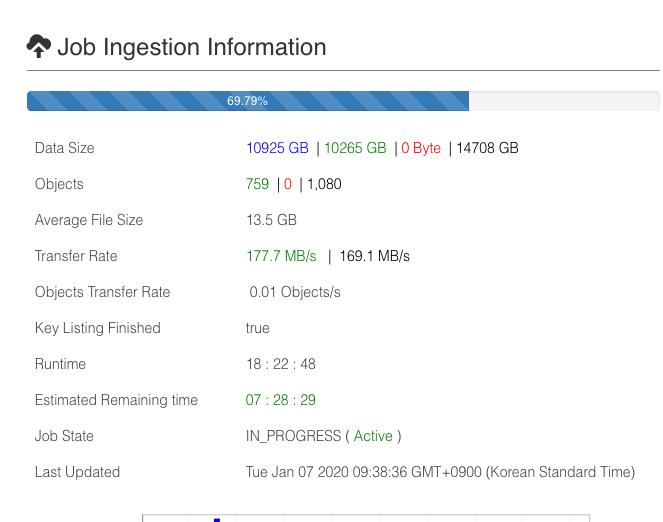 Job Ingestion Information
69.79%
Data Size 10925 GB | 10265 GB | 0 Byte | 14708 GB
Objects 759 | 0 | 1,080
Average File Size 13.5 GB
Transfer Rate 177.7 MB/s | 169.1 MB/s
Objects Transfer Rate 0.01 Objects/s
Key Listing Finished true
Runtime 18 : 22 : 48
Estimated Remaining time 07 : 28 : 29
Job State IN_PROGRESS ( Active )
Last Updated Tue Jan 07 2020 09:38:36 GMT+0900 (Korean Standard Time)